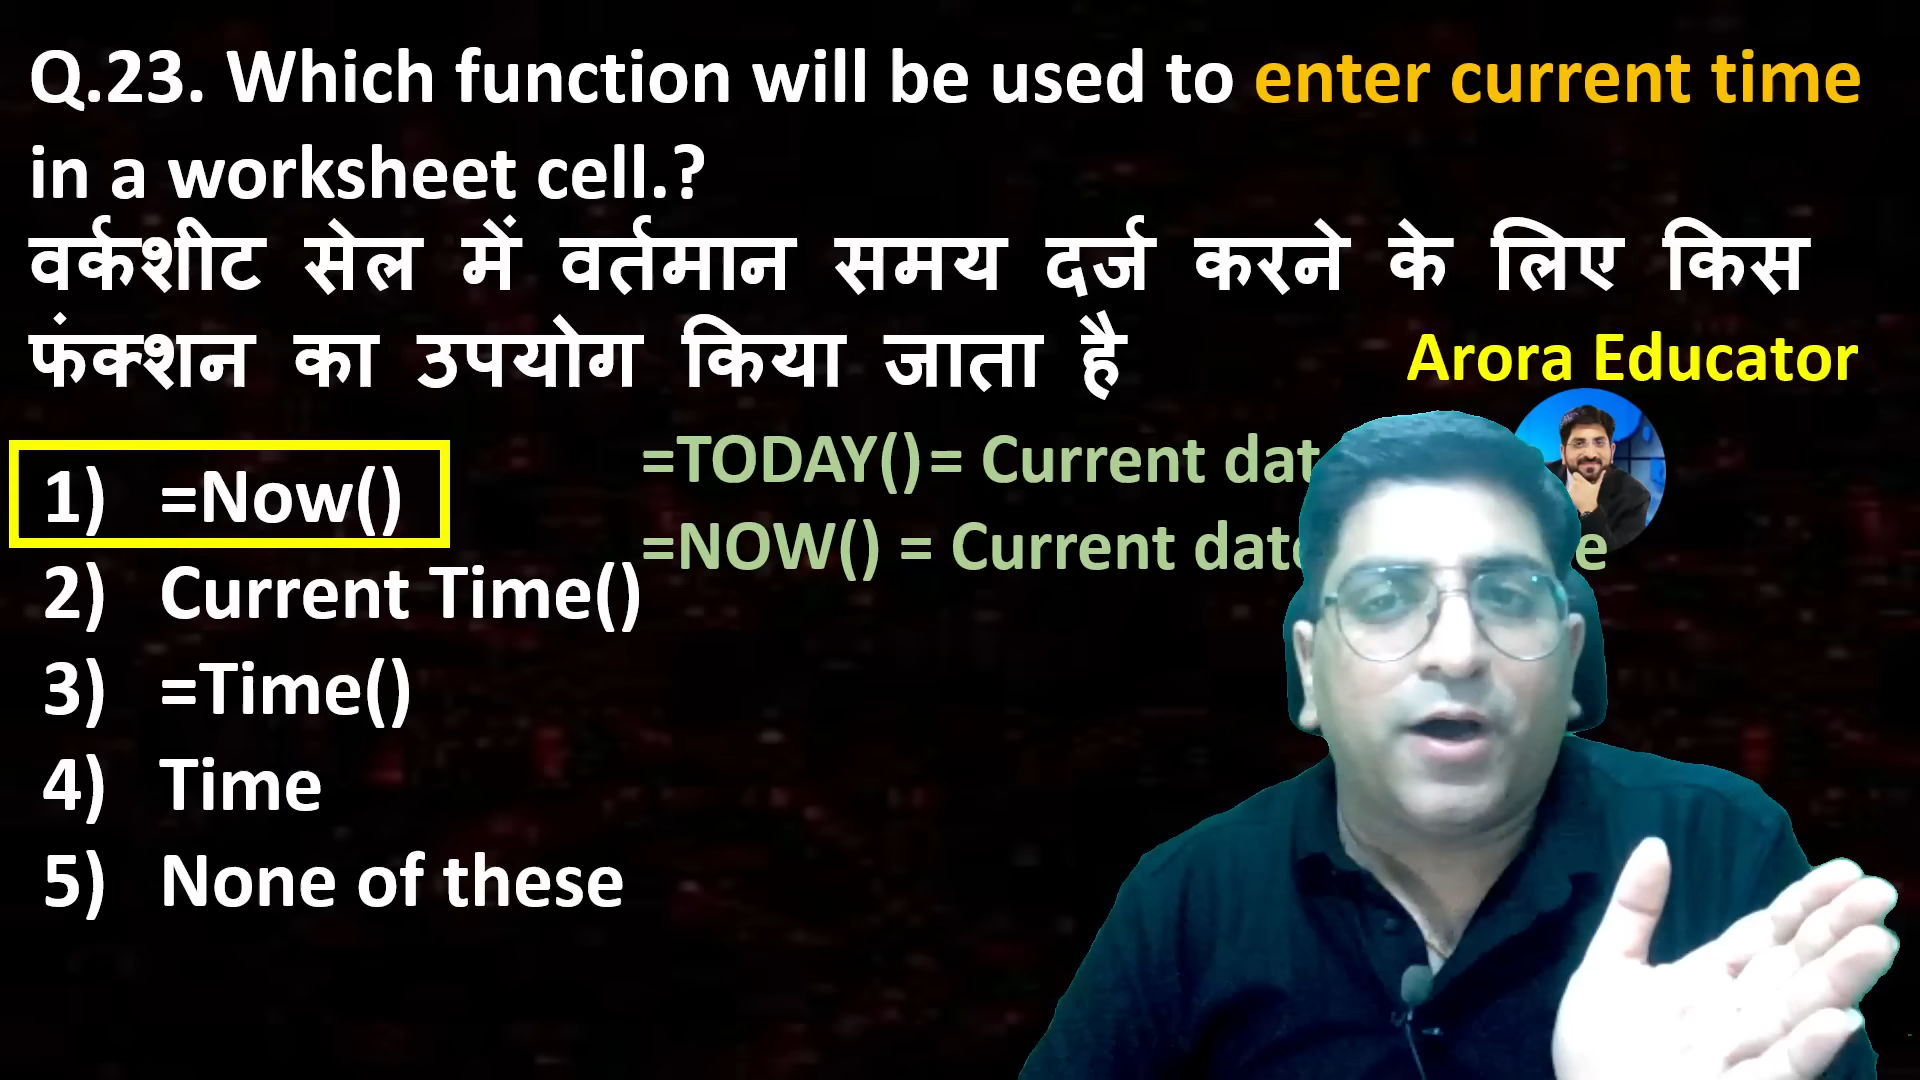 Q.23. Which function will be used to enter current time
in a worksheet cell.?
वर्कशीट सेल में वर्तमान समय दर्ज करने के लिए किस
फंक्शन का उपयोग किया जाता है
Arora Educator
=TODAY()= Current
=NOW() = Current
1) =Now()
2) Current Time()
3) =Time()
4) Time
5) None of these